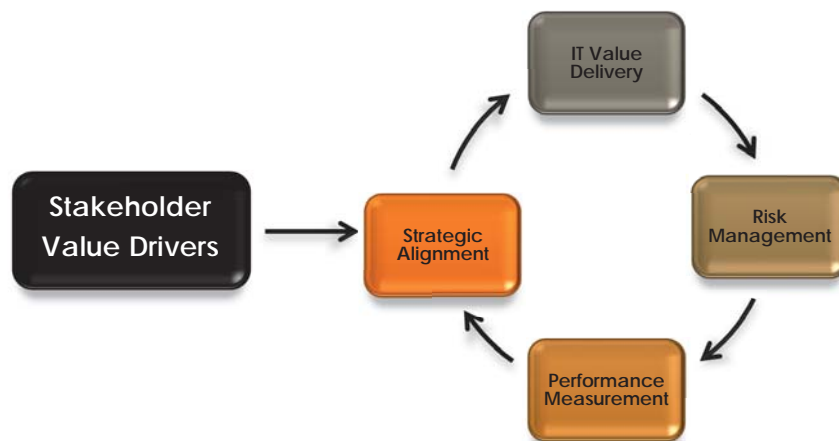 Stakeholder
Value Drivers
Strategic
Alignment
IT Value
Delivery
Risk
Management
Performance
Measurement